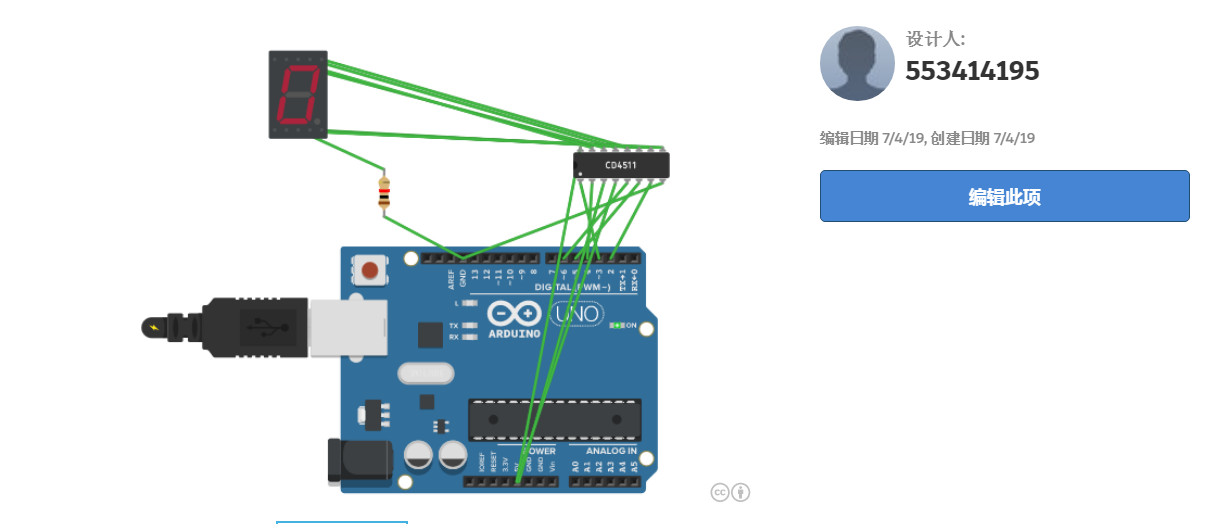 设计人:
553414195
编辑日期 7/4/19, 创建日期 7/4/19
编辑此项
CD4511
AREF
GND
13
12
~11
~10
~9
8
7
~6
~5
4
~3
2
TX→1
RX←0
DIGITAL (PWM~)
L
TX
RX
ARDUINO
UNO
ON
POWER
ANALOG IN
IOREF
RESET
3.3V
5V
GND
GND
Vin
A0
A1
A2
A3
A4
A5
cc